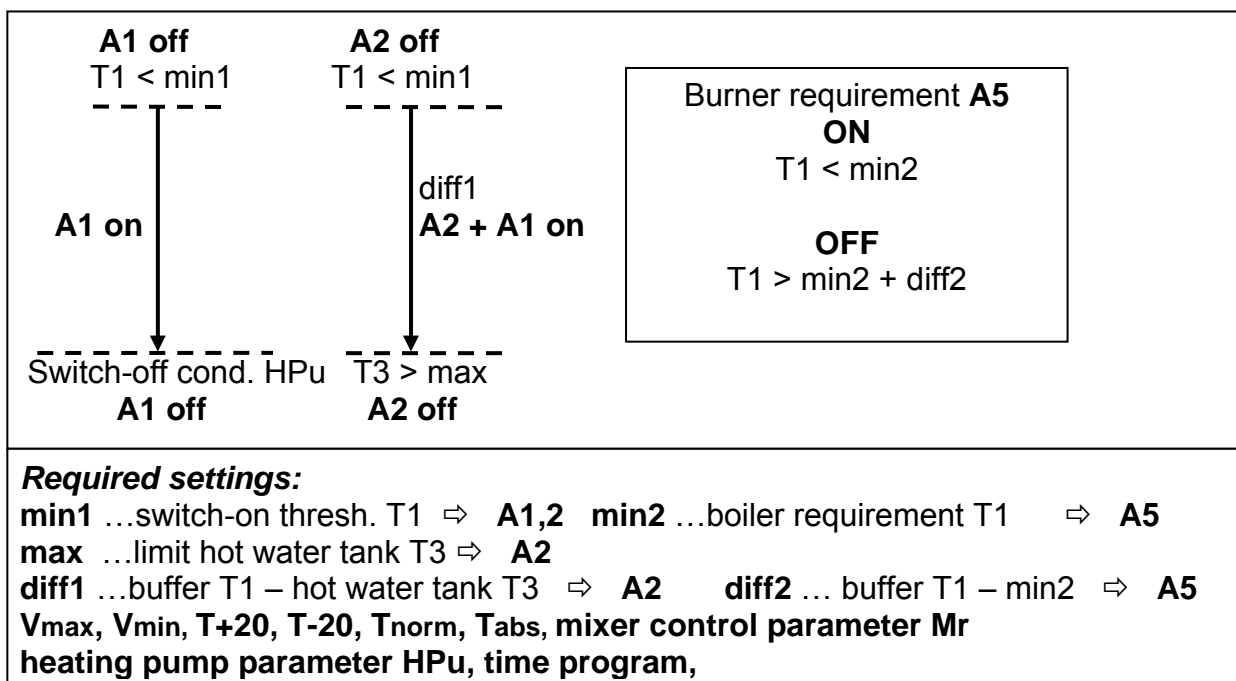 A1 off
T1 < min1
A1 on
Switch-off cond. HPu
A1 off
A2 off
T1 < min1
diff1
A2 + A1 on
T3 > max
A2 off
Burner requirement A5
ON
T1 < min2
OFF
T1 > min2 + diff2
Required settings:
min1 …switch-on thresh. T1 ⇨ A1,2 min2 …boiler requirement T1 ⇨ A5
max …limit hot water tank T3 ⇨ A2
diff1 …buffer T1 – hot water tank T3 ⇨ A2 diff2 … buffer T1 – min2 ⇨ A5
Vmax, Vmin, T+20, T-20, Tnorm, Tabs, mixer control parameter Mr
heating pump parameter HPu, time program,